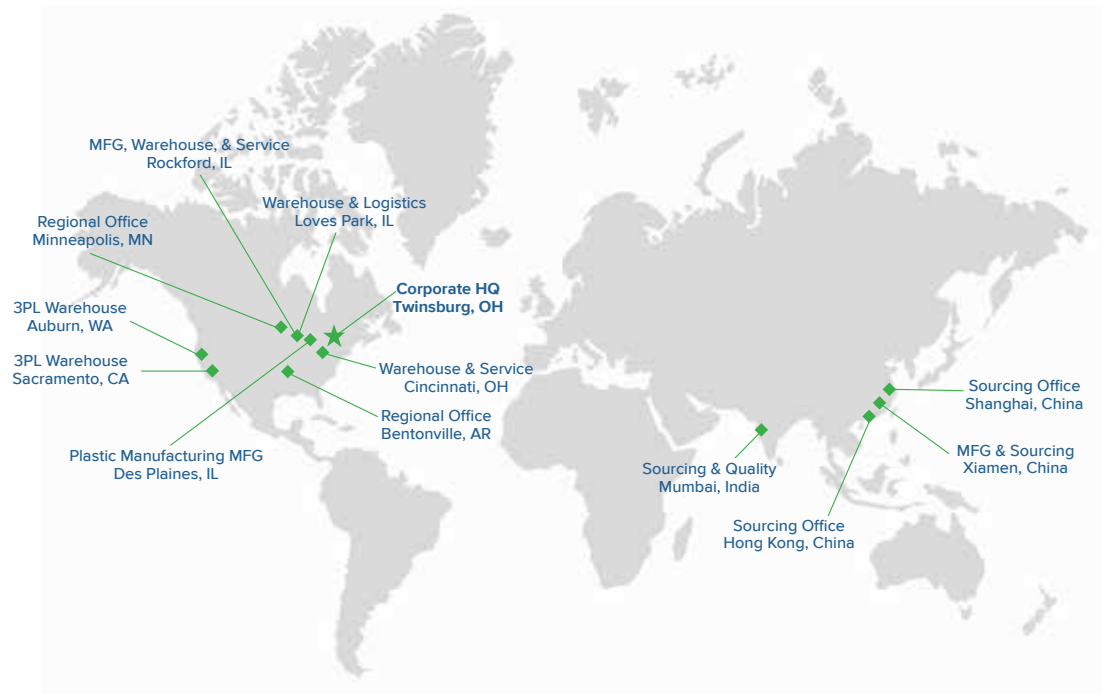 MFG, Warehouse, & Service
Rockford, IL
Warehouse & Logistics
Loves Park, IL
Regional Office
Minneapolis, MN
Corporate HQ
Twinsburg, OH
3PL Warehouse
Auburn, WA
3PL Warehouse
Sacramento, CA
Warehouse & Service
Cincinnati, OH
Regional Office
Bentonville, AR
Plastic Manufacturing MFG
Des Plaines, IL
Sourcing Office
Shanghai, China
MFG & Sourcing
Xiamen, China
Sourcing & Quality
Mumbai, India
Sourcing Office
Hong Kong, China